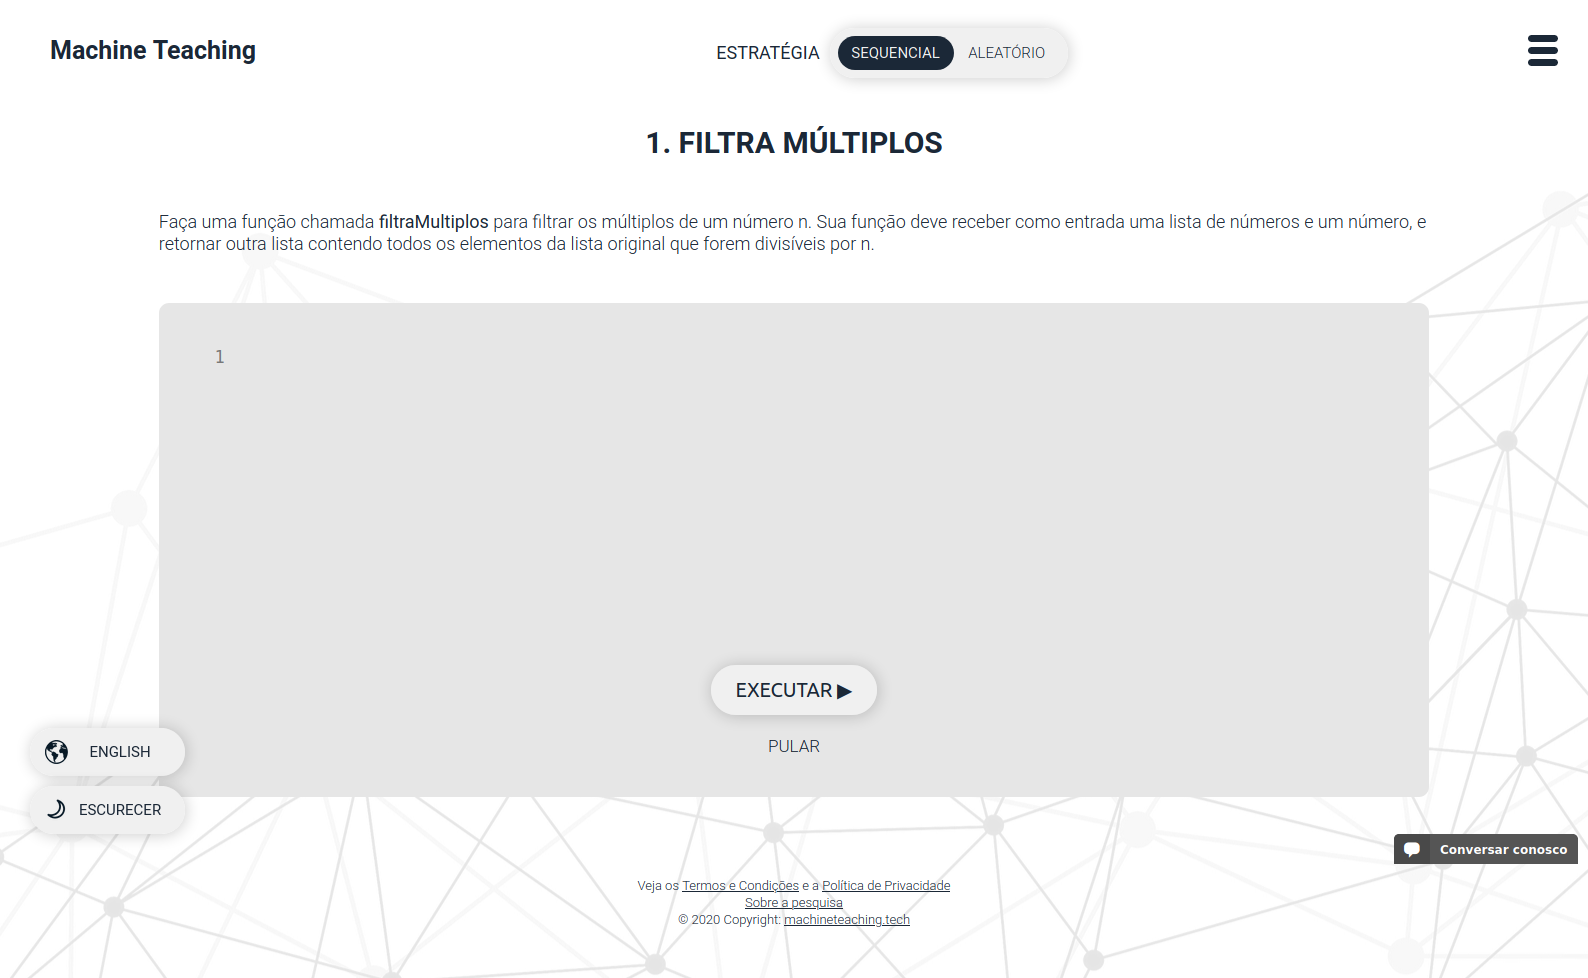 Machine Teaching
ESTRATÉGIA SEQUENCIAL ALEATÓRIO
1. FILTRA MÚLTIPLOS
Faça uma função chamada filtraMultiplos para filtrar os múltiplos de um número n. Sua função deve receber como entrada uma lista de números e um número, e
retornar outra lista contendo todos os elementos da lista original que forem divisíveis por n.
1
EXECUTAR ▶
PULAR
ENGLISH
ESCURECER
Conversar conosco
Veja os Termos e Condições e a Política de Privacidade
Sobre a pesquisa
© 2020 Copyright: machineteaching.tech